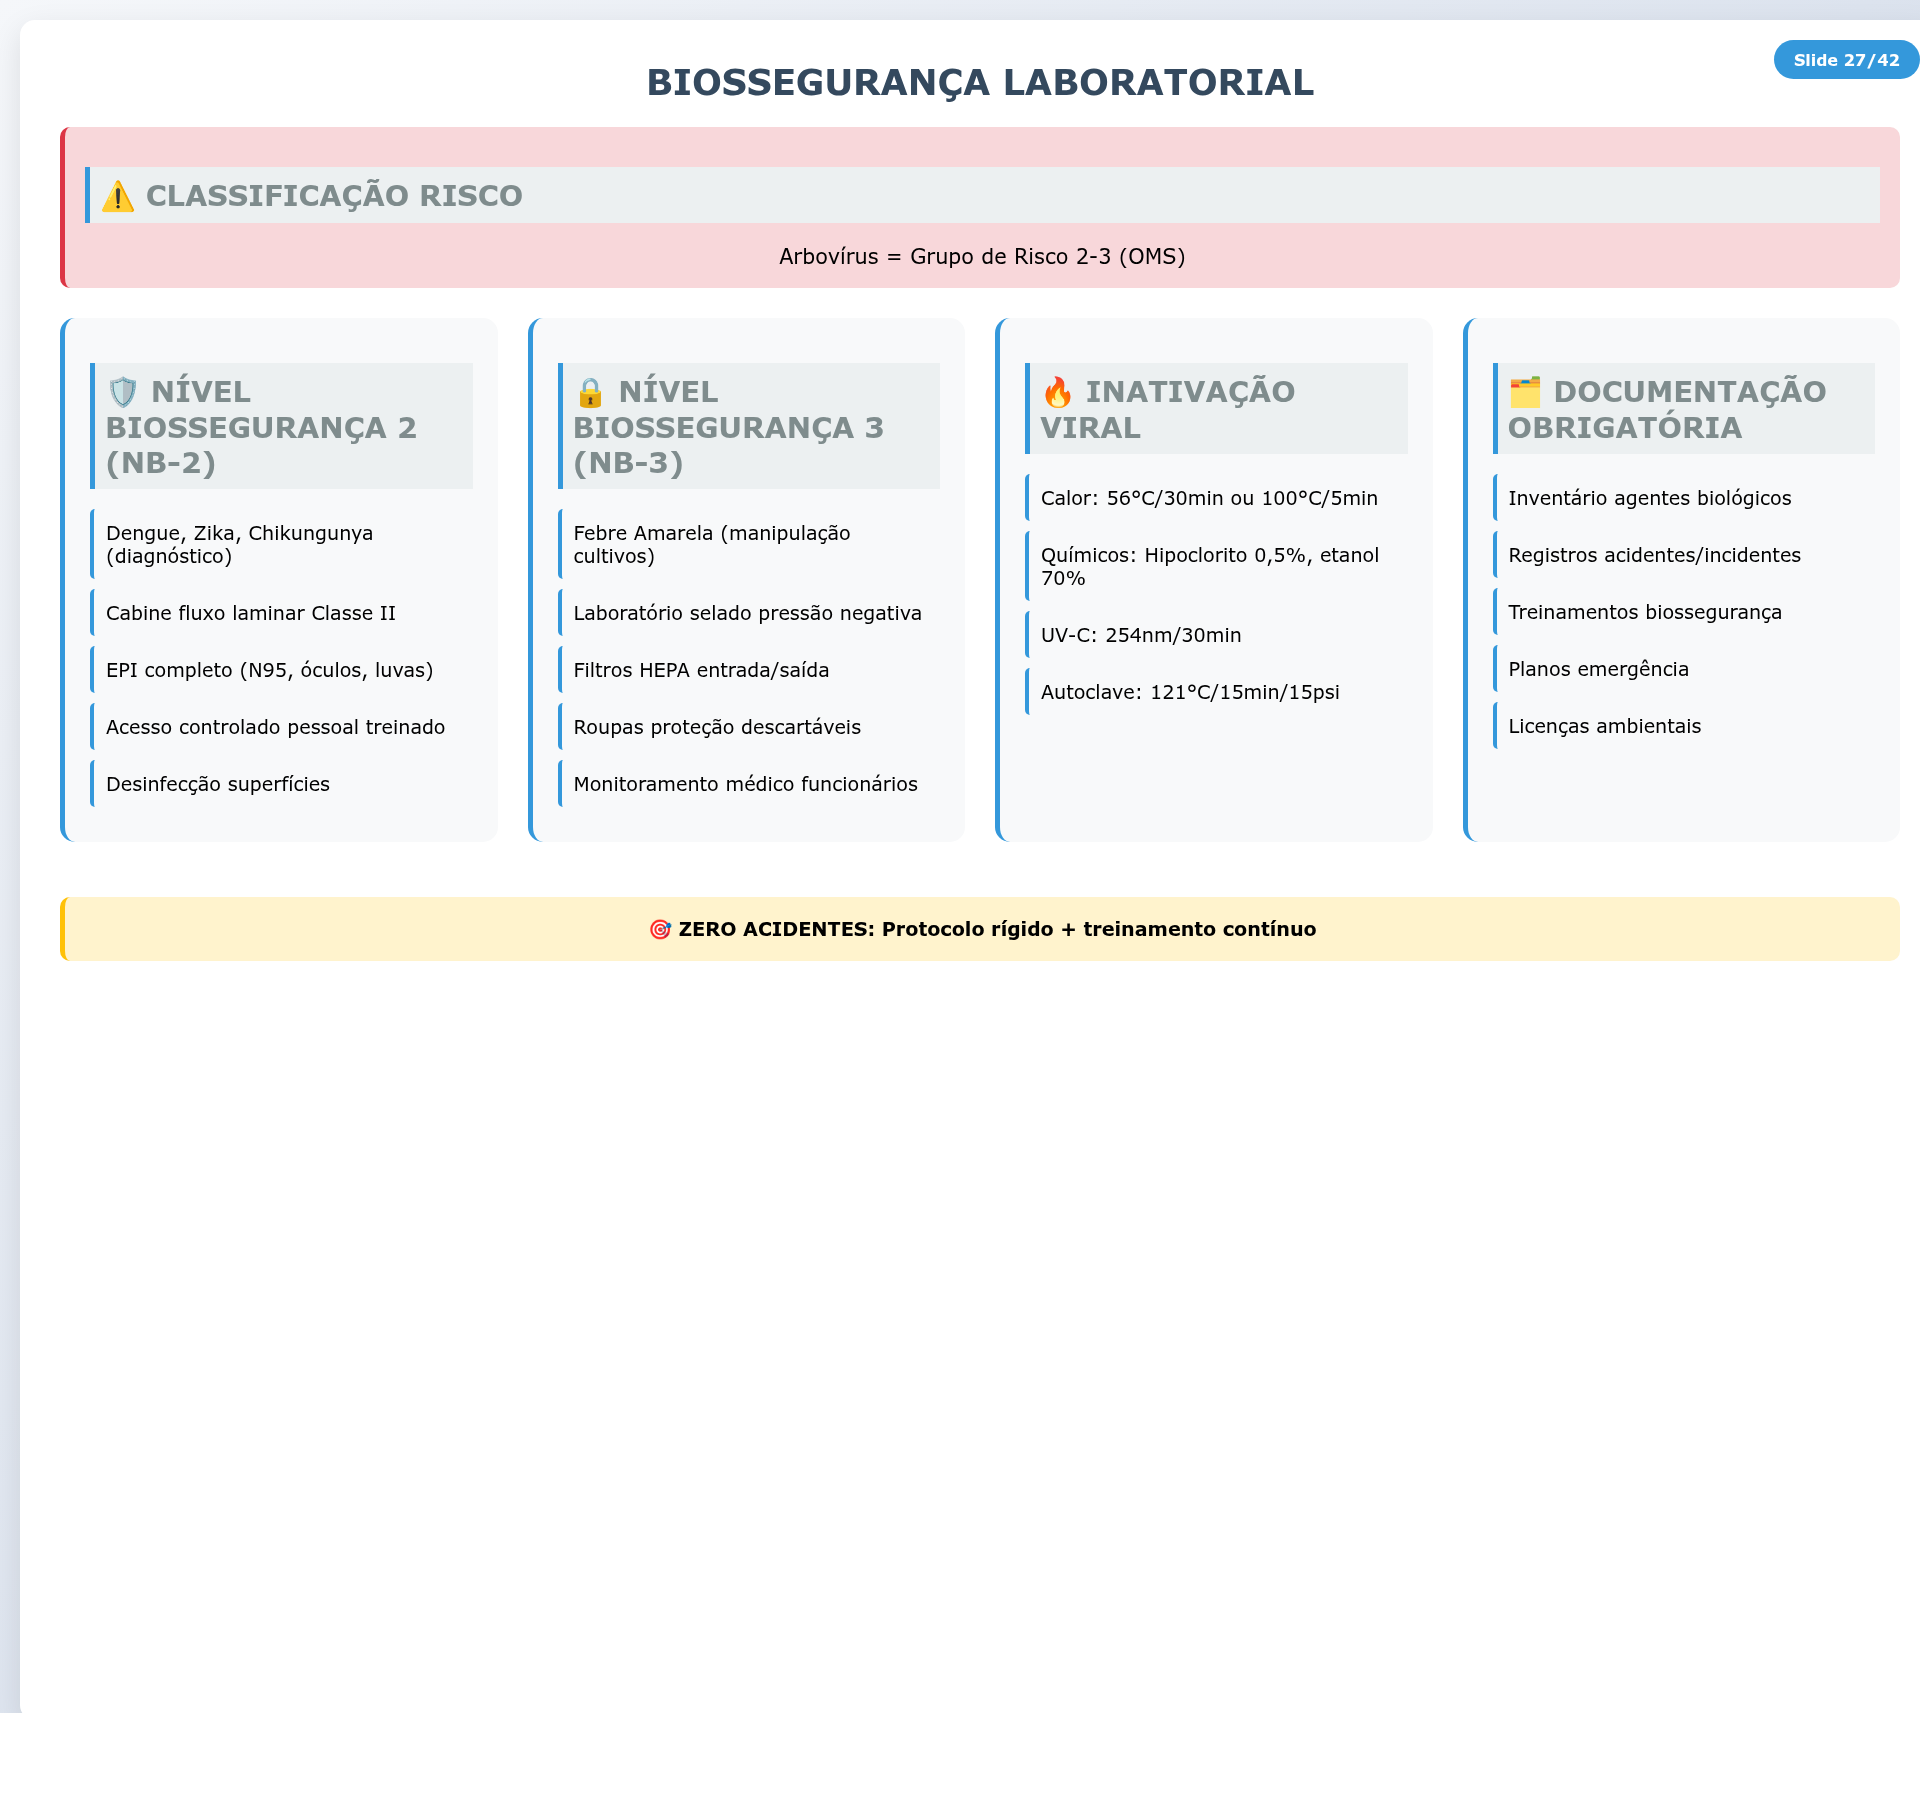 Slide 27/42
BIOSSEGURANÇA LABORATORIAL
⚠️ CLASSIFICAÇÃO RISCO
Arbovírus = Grupo de Risco 2-3 (OMS)
🛡️ NÍVEL
BIOSSEGURANÇA 2
(NB-2)
Dengue, Zika, Chikungunya
(diagnóstico)
Cabine fluxo laminar Classe II
EPI completo (N95, óculos, luvas)
Acesso controlado pessoal treinado
Desinfecção superfícies
🔒 NÍVEL
BIOSSEGURANÇA 3
(NB-3)
Febre Amarela (manipulação
cultivos)
Laboratório selado pressão negativa
Filtros HEPA entrada/saída
Roupas proteção descartáveis
Monitoramento médico funcionários
🔥 INATIVAÇÃO
VIRAL
Calor: 56°C/30min ou 100°C/5min
Químicos: Hipoclorito 0,5%, etanol
70%
UV-C: 254nm/30min
Autoclave: 121°C/15min/15psi
🗂️ DOCUMENTAÇÃO
OBRIGATÓRIA
Inventário agentes biológicos
Registros acidentes/incidentes
Treinamentos biossegurança
Planos emergência
Licenças ambientais
🎯 ZERO ACIDENTES: Protocolo rígido + treinamento contínuo